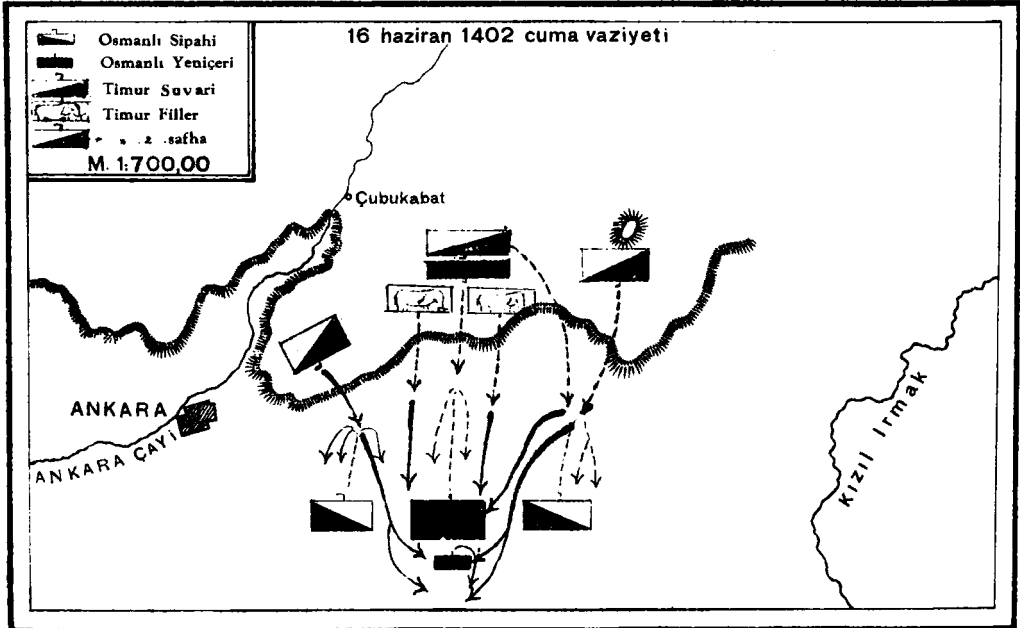 16 haziran 1402 cuma vaziyeti
Osmanlı Sipahi
Osmanlı Yeniçeri
Timur Suvari
Timur Filler
" " 2 .safha
M. 1:700,00
Çubukabat
ANKARA
ANKARA ÇAYİ
Kızıl Irmak